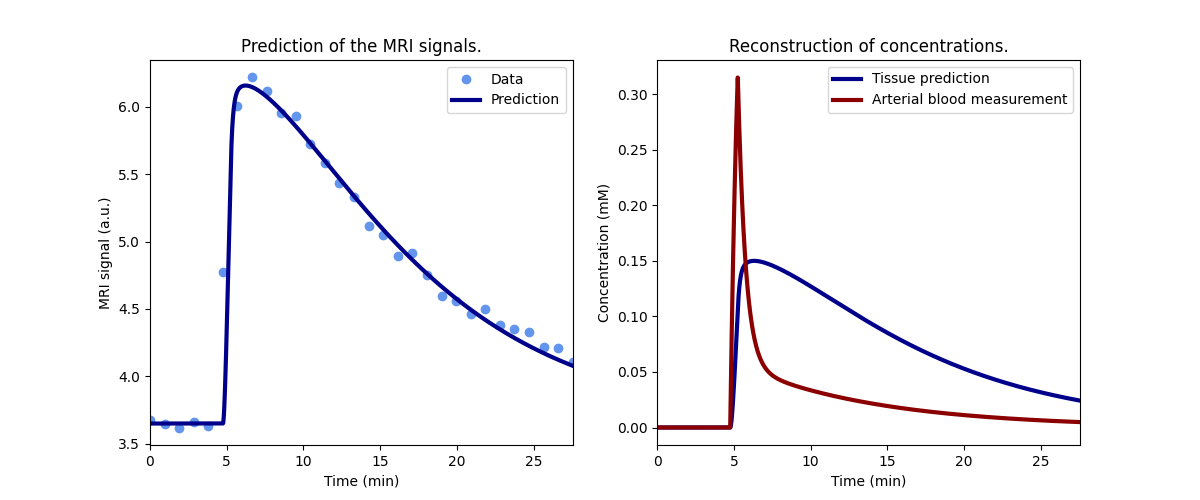 Prediction of the MRI signals.
MRI signal (a.u.)
6.0
5.5
5.0
4.5
4.0
3.5
0
5
10
15
20
25
Time (min)
Data
Prediction
Reconstruction of concentrations.
Concentration (mM)
0.30
0.25
0.20
0.15
0.10
0.05
0.00
0
5
10
15
20
25
Time (min)
Tissue prediction
Arterial blood measurement